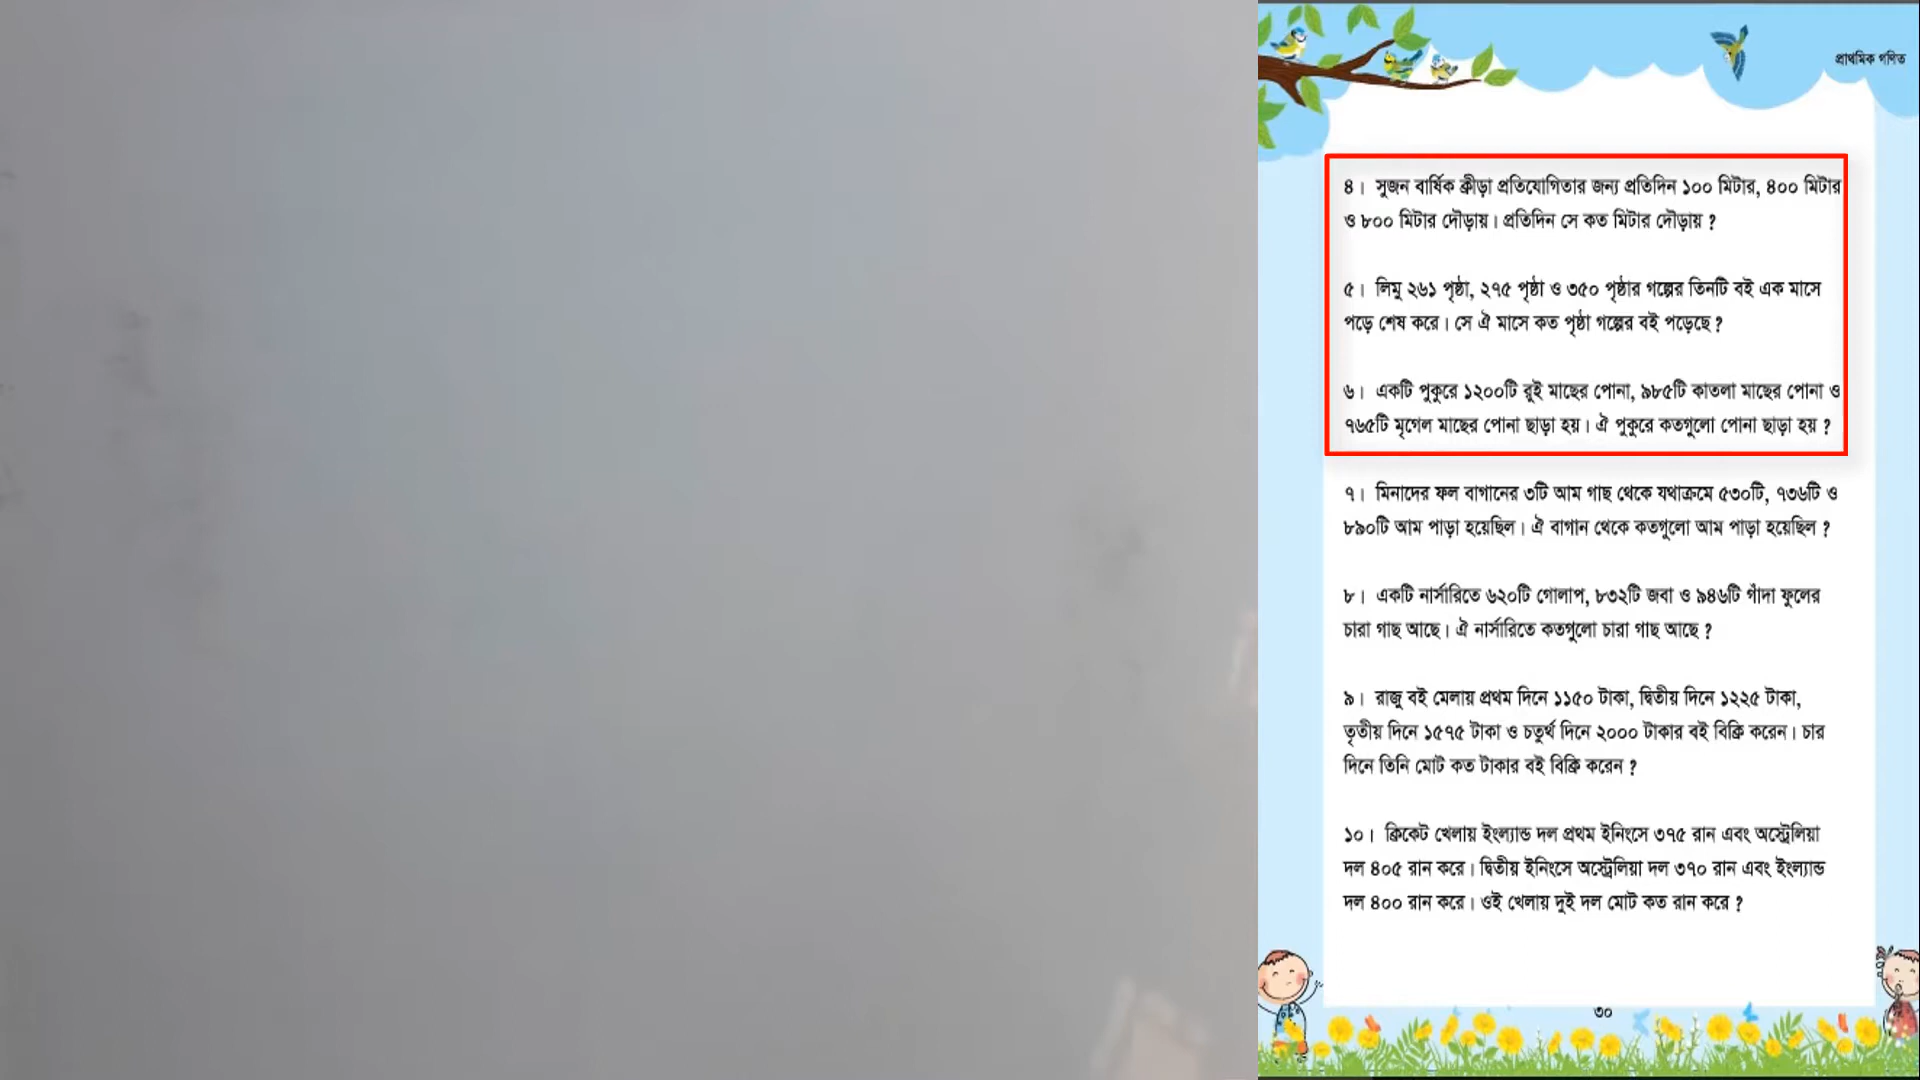 প্রাথমিক গণিত
৪। সুজন বার্ষিক ক্রীড়া প্রতিযোগিতার জন্য প্রতিদিন ১০০ মিটার, ৪০০ মিটার
ও ৮০০ মিটার দৌড়ায়। প্রতিদিন সে কত মিটার দৌড়ায় ?
৫। লিমু ২৬১ পৃষ্ঠা, ২৭৫ পৃষ্ঠা ও ৩৫০ পৃষ্ঠার গল্পের তিনটি বই এক মাসে
পড়ে শেষ করে। সে ঐ মাসে কত পৃষ্ঠা গল্পের বই পড়েছে ?
৬। একটি পুকুরে ১২০০টি রুই মাছের পোনা, ৯৮৫টি কাতলা মাছের পোনা ও
৭৬৫টি মৃগেল মাছের পোনা ছাড়া হয়। ঐ পুকুরে কতগুলো পোনা ছাড়া হয় ?
৭। মিনাদের ফল বাগানের ৩টি আম গাছ থেকে যথাক্রমে ৫৩০টি, ৭৩৬টি ও
৮৯০টি আম পাড়া হয়েছিল। ঐ বাগান থেকে কতগুলো আম পাড়া হয়েছিল ?
৮। একটি নার্সারিতে ৬২০টি গোলাপ, ৮৩২টি জবা ও ৯৪৬টি গাঁদা ফুলের
চারা গাছ আছে। ঐ নার্সারিতে কতগুলো চারা গাছ আছে ?
৯। রাজু বই মেলায় প্রথম দিনে ১১৫০ টাকা, দ্বিতীয় দিনে ১২২৫ টাকা,
তৃতীয় দিনে ১৫৭৫ টাকা ও চতুর্থ দিনে ২০০০ টাকার বই বিক্রি করেন। চার
দিনে তিনি মোট কত টাকার বই বিক্রি করেন ?
১০। ক্রিকেট খেলায় ইংল্যান্ড দল প্রথম ইনিংসে ৩৭৫ রান এবং অস্ট্রেলিয়া
দল ৪০৫ রান করে। দ্বিতীয় ইনিংসে অস্ট্রেলিয়া দল ৩৭০ রান এবং ইংল্যান্ড
দল ৪০০ রান করে। ওই খেলায় দুই দল মোট কত রান করে ?
৩০